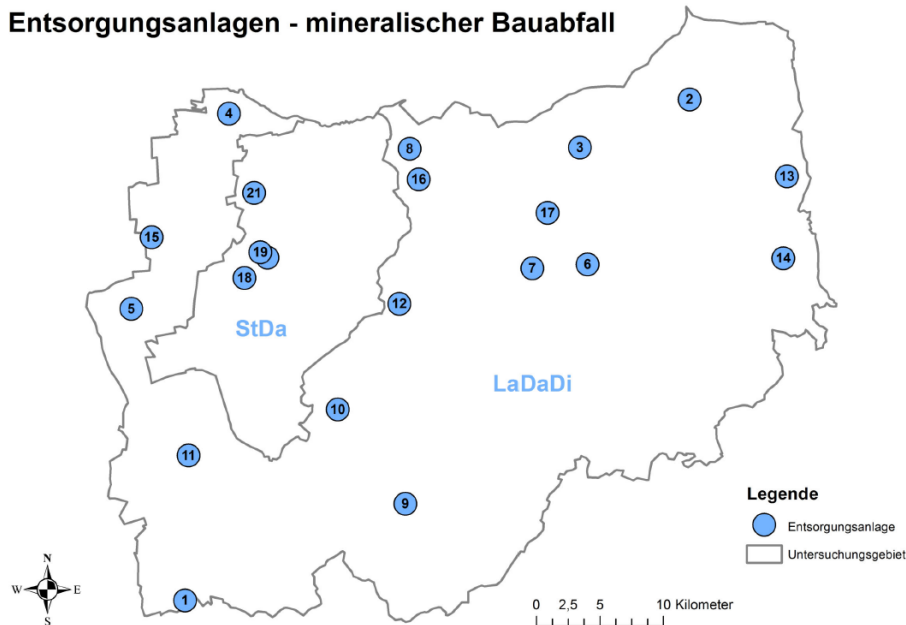 Entsorgungsanlagen - mineralischer Bauabfall
2
4
3
8
13
16
21
17
15
19
14
6
7
18
12
5
StDa
LaDaDi
10
11
Legende
9
Entsorgungsanlage
Untersuchungsgebiet
N
W E
S
1
0 2,5 5 10 Kilometer